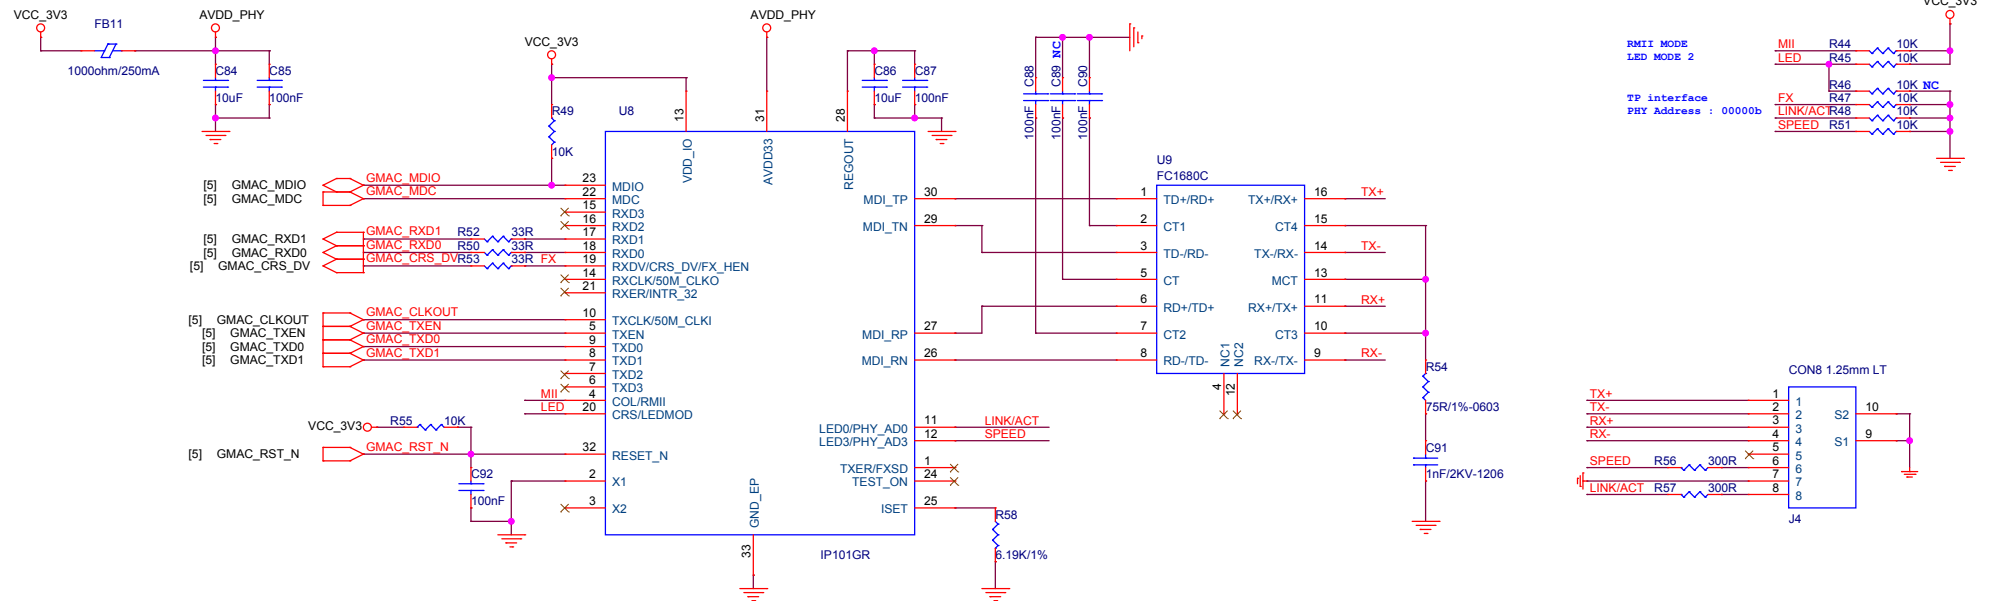 VCC_3V3
FB11
1000ohm/250mA
AVDD_PHY
C84
10uF
C85
100nF
VCC_3V3
R49
10K
AVDD_PHY
C86
10uF
C87
100nF
C88
100nF
C89
100nF
NC
C90
100nF
VCC_3V3
RMII MODE
LED MODE 2
MII R44 10K
LED R45 10K
R46 10K NC
TP interface
PHY Address : 00000b
FX R47 10K
LINK/ACT R48 10K
SPEED R51 10K
U8
13 VDD_IO
31 AVDD33
28 REGOUT
[5] GMAC_MDIO GMAC_MDIO 23 MDIO
[5] GMAC_MDC GMAC_MDC 22 MDC
15 RXD3
16 RXD2
[5] GMAC_RXD1 GMAC_RXD1 R52 33R 17 RXD1
[5] GMAC_RXD0 GMAC_RXD0 R50 33R 18 RXD0
[5] GMAC_CRS_DV GMAC_CRS_DV R53 33R FX 19 RXDV/CRS_DV/FX_HEN
14 RXCLK/50M_CLKO
21 RXER/INTR_32
[5] GMAC_CLKOUT GMAC_CLKOUT 10 TXCLK/50M_CLKI
[5] GMAC_TXEN GMAC_TXEN 5 TXEN
[5] GMAC_TXD0 GMAC_TXD0 9 TXD0
[5] GMAC_TXD1 GMAC_TXD1 8 TXD1
7 TXD2
6 TXD3
MII 4 COL/RMII
LED 20 CRS/LEDMOD
VCC_3V3 R55 10K
[5] GMAC_RST_N GMAC_RST_N 32 RESET_N
C92
100nF
2 X1
3 X2
GND_EP 33
IP101GR
MDI_TP 30
MDI_TN 29
MDI_RP 27
MDI_RN 26
LED0/PHY_AD0 11 LINK/ACT
LED3/PHY_AD3 12 SPEED
TXER/FXSD 1
TEST_ON 24
ISET 25
R58
6.19K/1%
U9
FC1680C
1 TD+/RD+ TX+/RX+ 16 TX+
2 CT1 CT4 15
3 TD-/RD- TX-/RX- 14 TX-
5 CT MCT 13
6 RD+/TD+ RX+/TX+ 11 RX+
7 CT2 CT3 10
8 RD-/TD- RX-/TX- 9 RX-
NC1 4
NC2 12
R54
75R/1%-0603
C91
1nF/2KV-1206
CON8 1.25mm LT
TX+ 1 1
TX- 2 2 S2 10
RX+ 3 3
RX- 4 4 S1 9
5 5
SPEED R56 300R 6 6
7 7
LINK/ACT R57 300R 8 8
J4